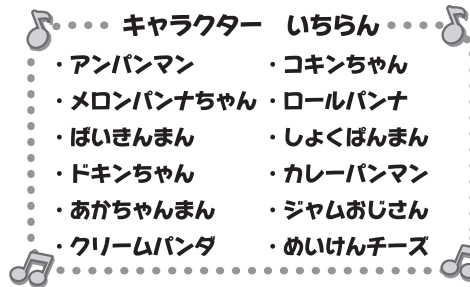 キャラクター　いちらん
・アンパンマン　・コキンちゃん
・メロンパンナちゃん　・ロールパンナ
・ばいきんまん　・しょくぱんまん
・ドキンちゃん　・カレーパンマン
・あかちゃんまん　・ジャムおじさん
・クリームパンダ　・めいけんチーズ